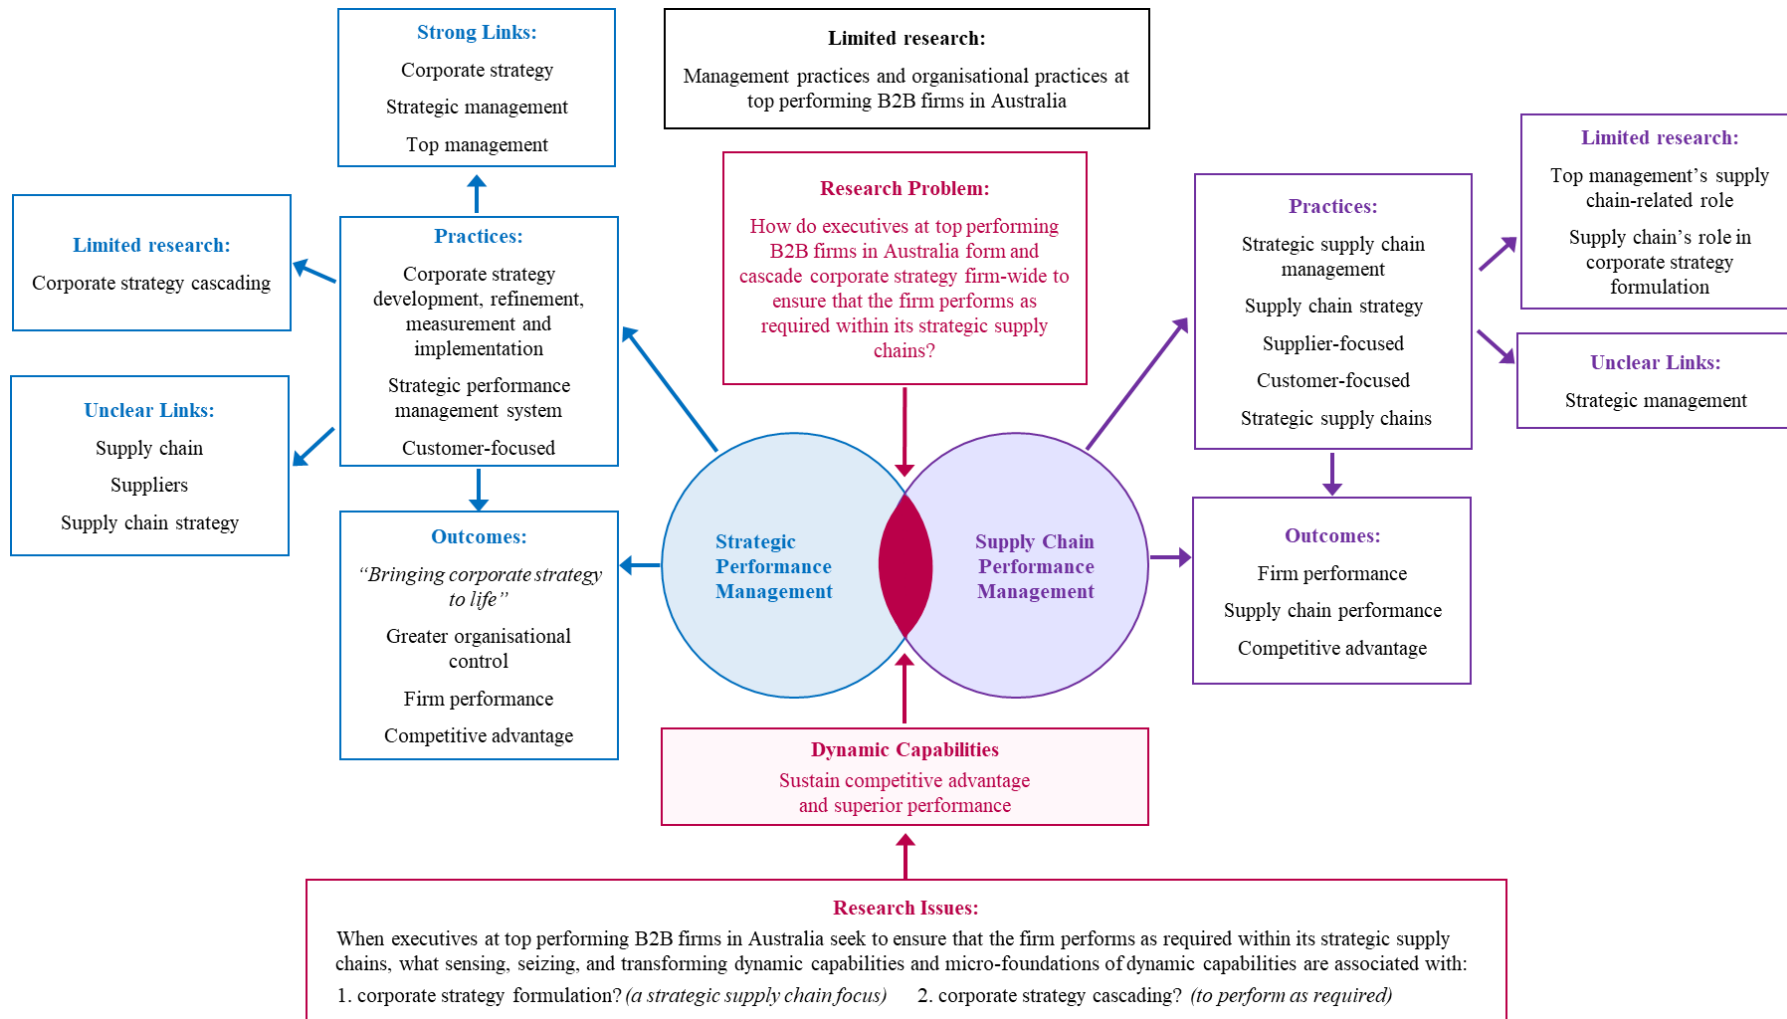 Strong Links:
Corporate strategy
Strategic management
Top management
Limited research:
Management practices and organisational practices at
top performing B2B firms in Australia
Limited research:
Top management's supply
chain-related role
Supply chain's role in
corporate strategy
formulation
Research Problem:
How do executives at top performing
B2B firms in Australia form and
cascade corporate strategy firm-wide to
ensure that the firm performs as
required within its strategic supply
chains?
Practices:
Strategic supply chain
management
Supply chain strategy
Supplier-focused
Customer-focused
Strategic supply chains
Limited research:
Corporate strategy cascading
Practices:
Corporate strategy
development, refinement,
measurement and
implementation
Strategic performance
management system
Customer-focused
Unclear Links:
Strategic management
Unclear Links:
Supply chain
Suppliers
Supply chain strategy
Outcomes:
“Bringing corporate strategy
to life”
Greater organisational
control
Firm performance
Competitive advantage
Strategic
Performance
Management
Supply Chain
Performance
Management
Outcomes:
Firm performance
Supply chain performance
Competitive advantage
Dynamic Capabilities
Sustain competitive advantage
and superior performance
Research Issues:
When executives at top performing B2B firms in Australia seek to ensure that the firm performs as required within its strategic supply
chains, what sensing, seizing, and transforming dynamic capabilities and micro-foundations of dynamic capabilities are associated with:
1. corporate strategy formulation? (a strategic supply chain focus) 2. corporate strategy cascading? (to perform as required)